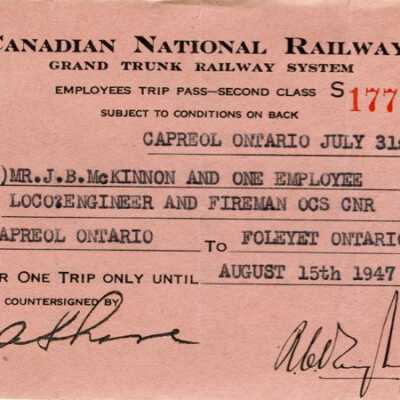 CANADIAN NATIONAL RAILWAY
GRAND TRUNK RAILWAY SYSTEM
EMPLOYEES TRIP PASS—SECOND CLASS S 177
SUBJECT TO CONDITIONS ON BACK
CAPREOL ONTARIO JULY 31s
)MR.J.B.McKINNON AND ONE EMPLOYEE
LOCO?ENGINEER AND FIREMAN OCS CNR
APREOL ONTARIO TO FOLEYET ONTARIO
R ONE TRIP ONLY UNTIL AUGUST 15th 1947
COUNTERSIGNED BY